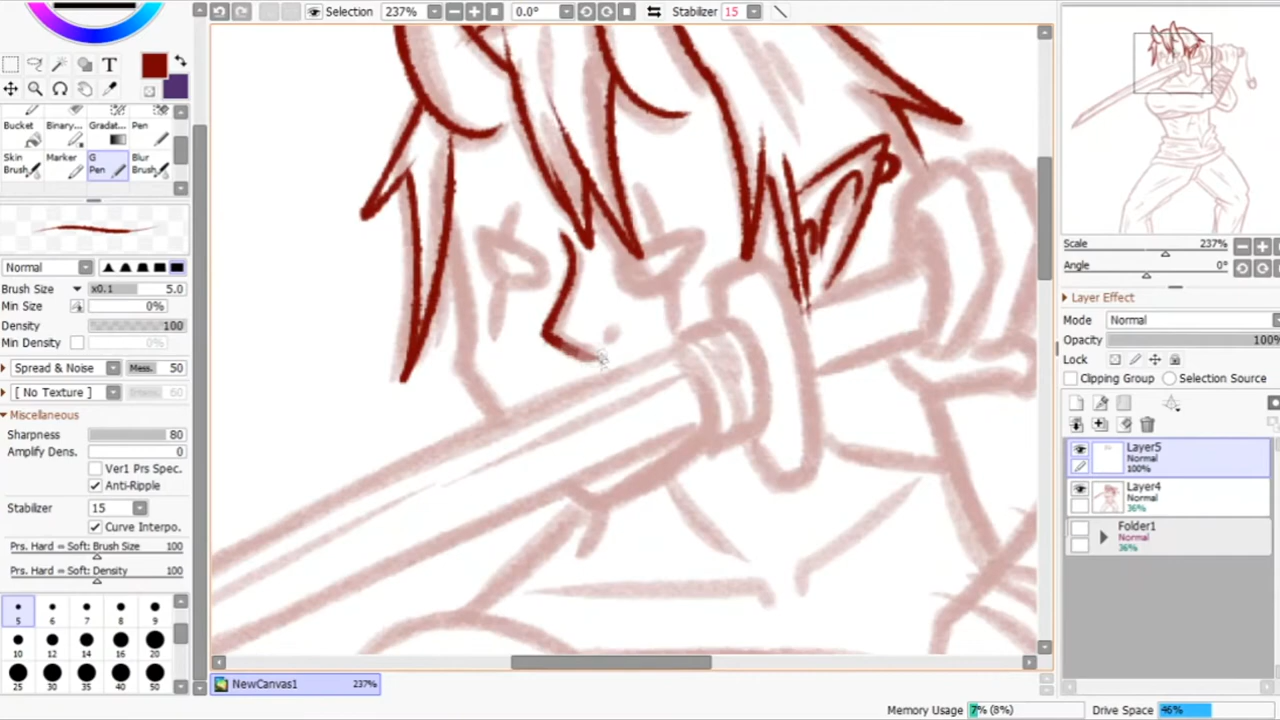 Selection 237% 0.0° Stabilizer 15
T
Bucket Binary... Gradat... Pen
Skin Brush Marker G Pen Blur Brush
Normal
Brush Size x0.1 5.0
Min Size 0%
Density 100
Min Density 0%
Spread & Noise Mess. 50
[ No Texture ] 60
Miscellaneous
Sharpness 80
Amplify Dens. 0
Ver1 Prs Spec.
Anti-Ripple
Stabilizer 15
Curve Interpo.
Prs. Hard ⇔ Soft: Brush Size 100
Prs. Hard ⇔ Soft: Density 100
5 6 7 8 9
10 12 14 16 20
25 30 35 40 50
NewCanvas1 237%
Scale 237%
Angle 0°
Layer Effect
Mode Normal
Opacity 100%
Lock
Clipping Group Selection Source
Layer5
Normal
100%
Layer4
Normal
36%
Folder1
Normal
36%
Memory Usage 7% (8%) Drive Space 46%